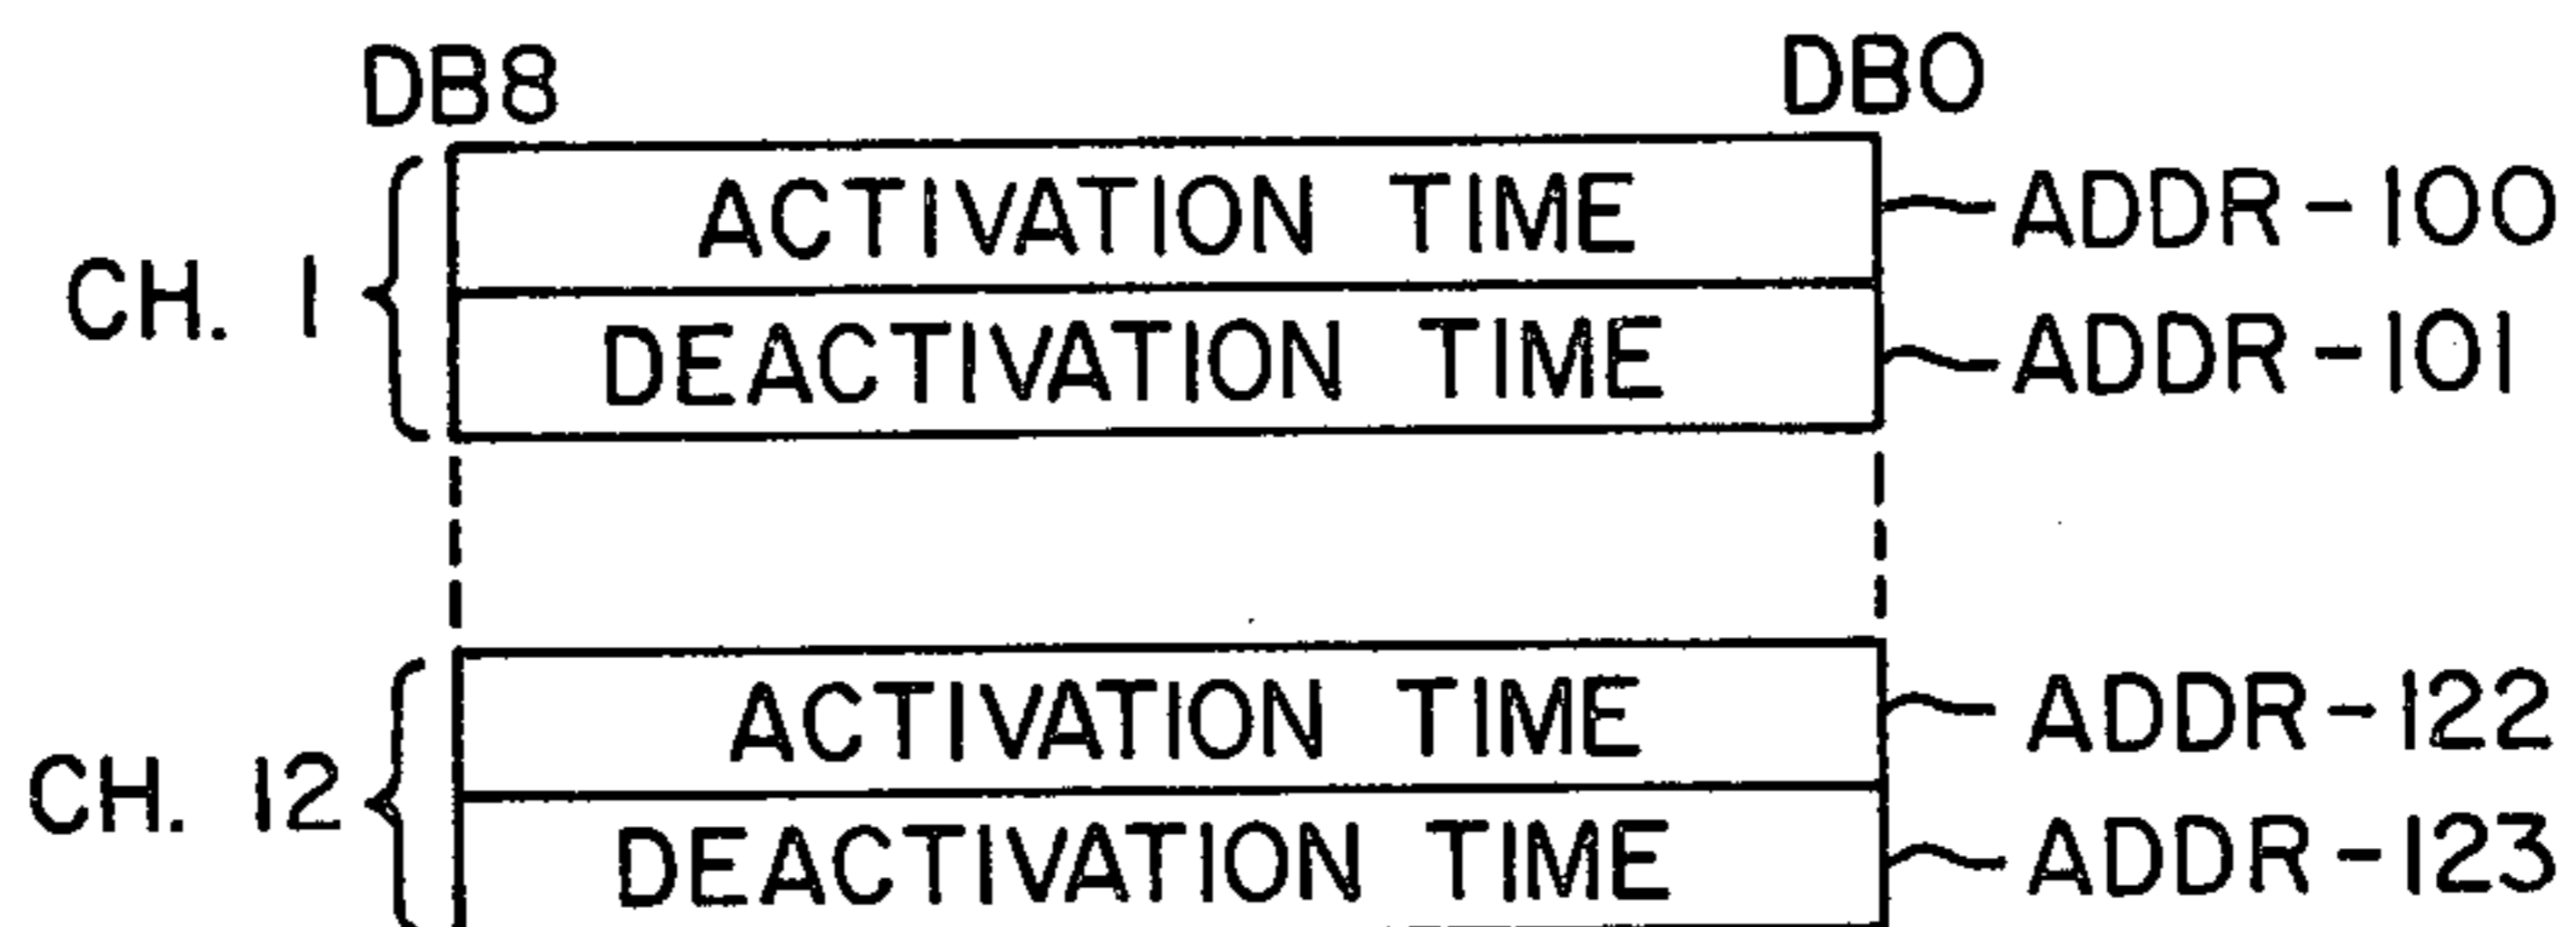 DB8 DB0
ACTIVATION TIME ADDR-100
CH. 1
DEACTIVATION TIME ADDR-101
ACTIVATION TIME ADDR-122
CH. 12
DEACTIVATION TIME ADDR-123